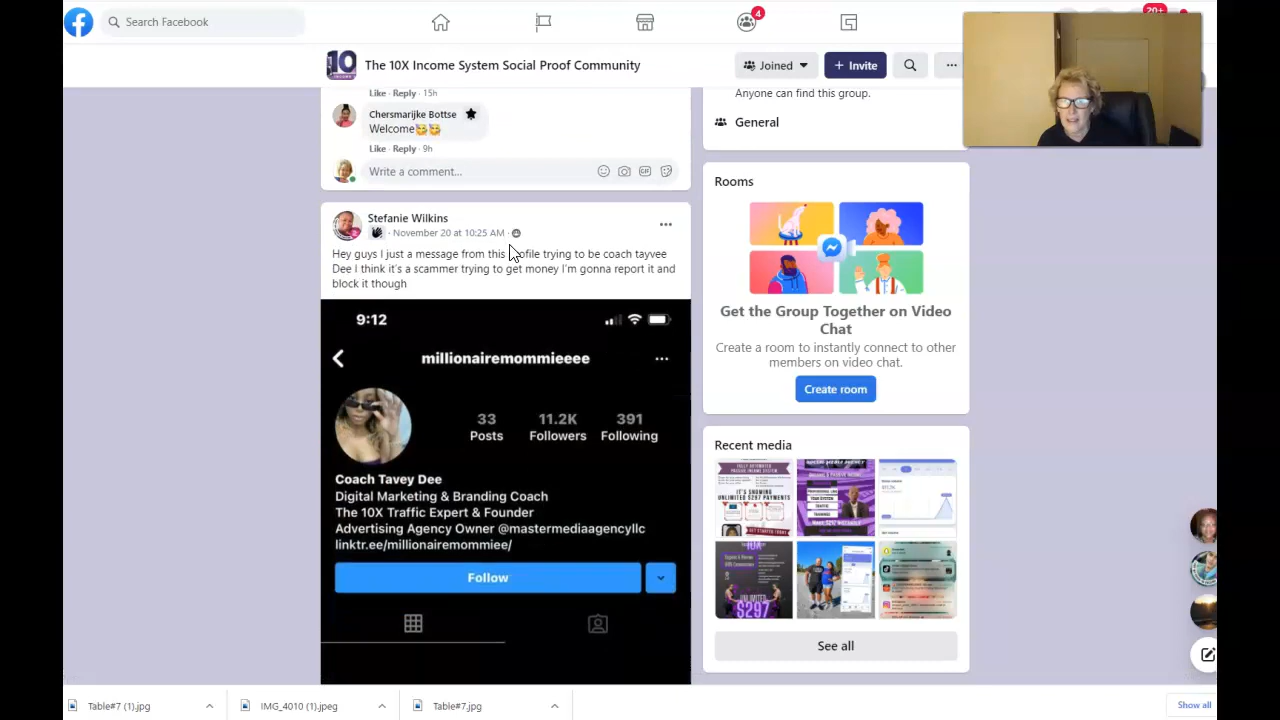 Search Facebook
4
20+
The 10X Income System Social Proof Community
Joined
+ Invite
Like · Reply · 15h
Chersmarijke Bottse
Welcome🥰🥰
Like · Reply · 9h
Write a comment...
Stefanie Wilkins
November 20 at 10:25 AM ·
Hey guys I just a message from this profile trying to be coach tayvee
Dee I think it's a scammer trying to get money I'm gonna report it and
block it though
9:12
millionairemommieeee
33
11.2K
391
Posts
Followers
Following
Coach Tavey Dee
Digital Marketing & Branding Coach
The 10X Traffic Expert & Founder
Advertising Agency Owner @mastermediaagencyllc
linktr.ee/millionairemommiee/
Follow
Anyone can find this group.
General
Rooms
Get the Group Together on Video
Chat
Create a room to instantly connect to other
members on video chat.
Create room
Recent media
UNLIMITED
$297
See all
Table#7 (1).jpg
IMG_4010 (1).jpeg
Table#7.jpg
Show all